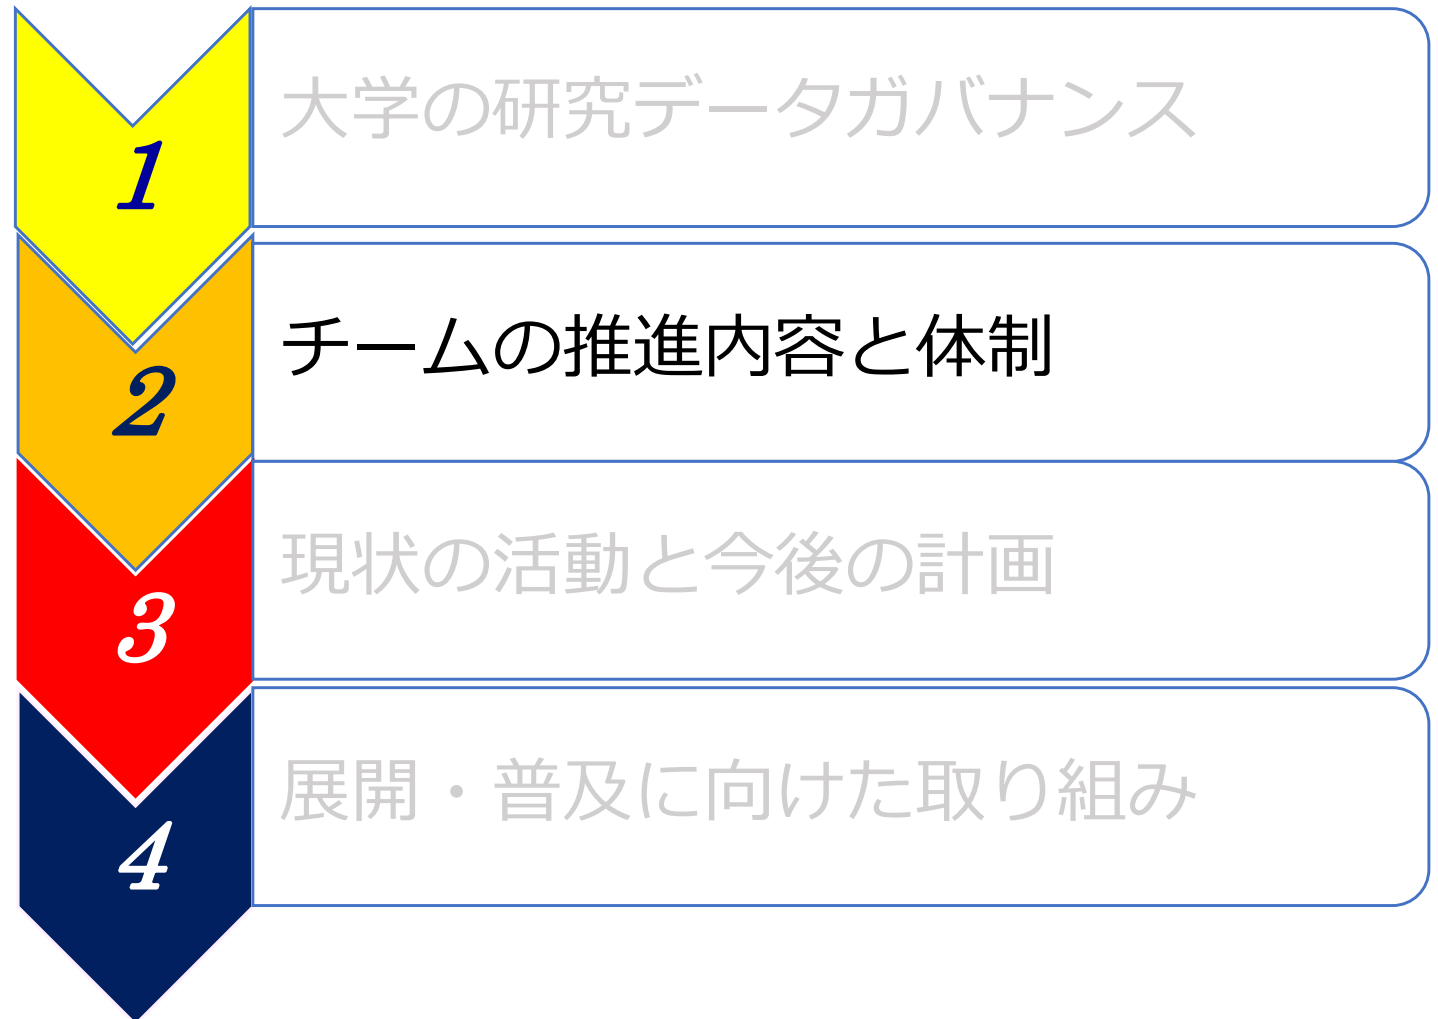 1
大学の研究データガバナンス
2
チームの推進内容と体制
3
現状の活動と今後の計画
4
展開・普及に向けた取り組み